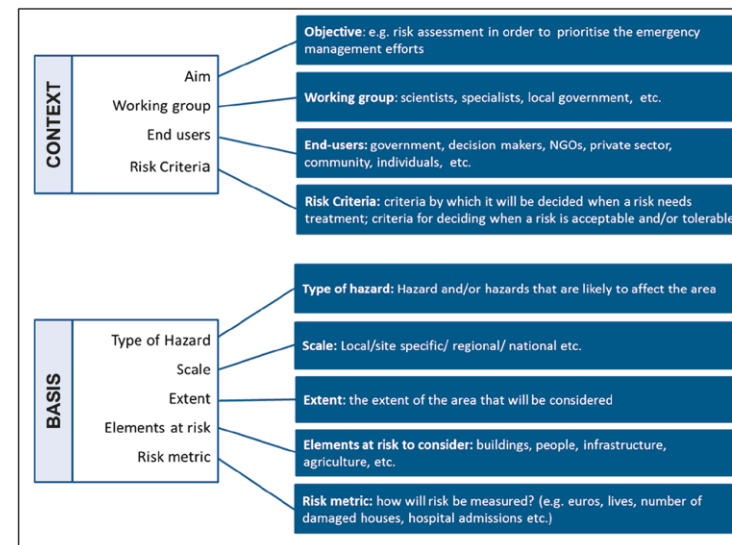 CONTEXT
Aim
Working group
End users
Risk Criteria
Objective: e.g. risk assessment in order to prioritise the emergency
management efforts
Working group: scientists, specialists, local government, etc.
End-users: government, decision makers, NGOs, private sector,
community, individuals, etc.
Risk Criteria: criteria by which it will be decided when a risk needs
treatment; criteria for deciding when a risk is acceptable and/or tolerable
BASIS
Type of Hazard
Scale
Extent
Elements at risk
Risk metric
Type of hazard: Hazard and/or hazards that are likely to affect the area
Scale: Local/site specific/ regional/ national etc.
Extent: the extent of the area that will be considered
Elements at risk to consider: buildings, people, infrastructure,
agriculture, etc.
Risk metric: how will risk be measured? (e.g. euros, lives, number of
damaged houses, hospital admissions etc.)